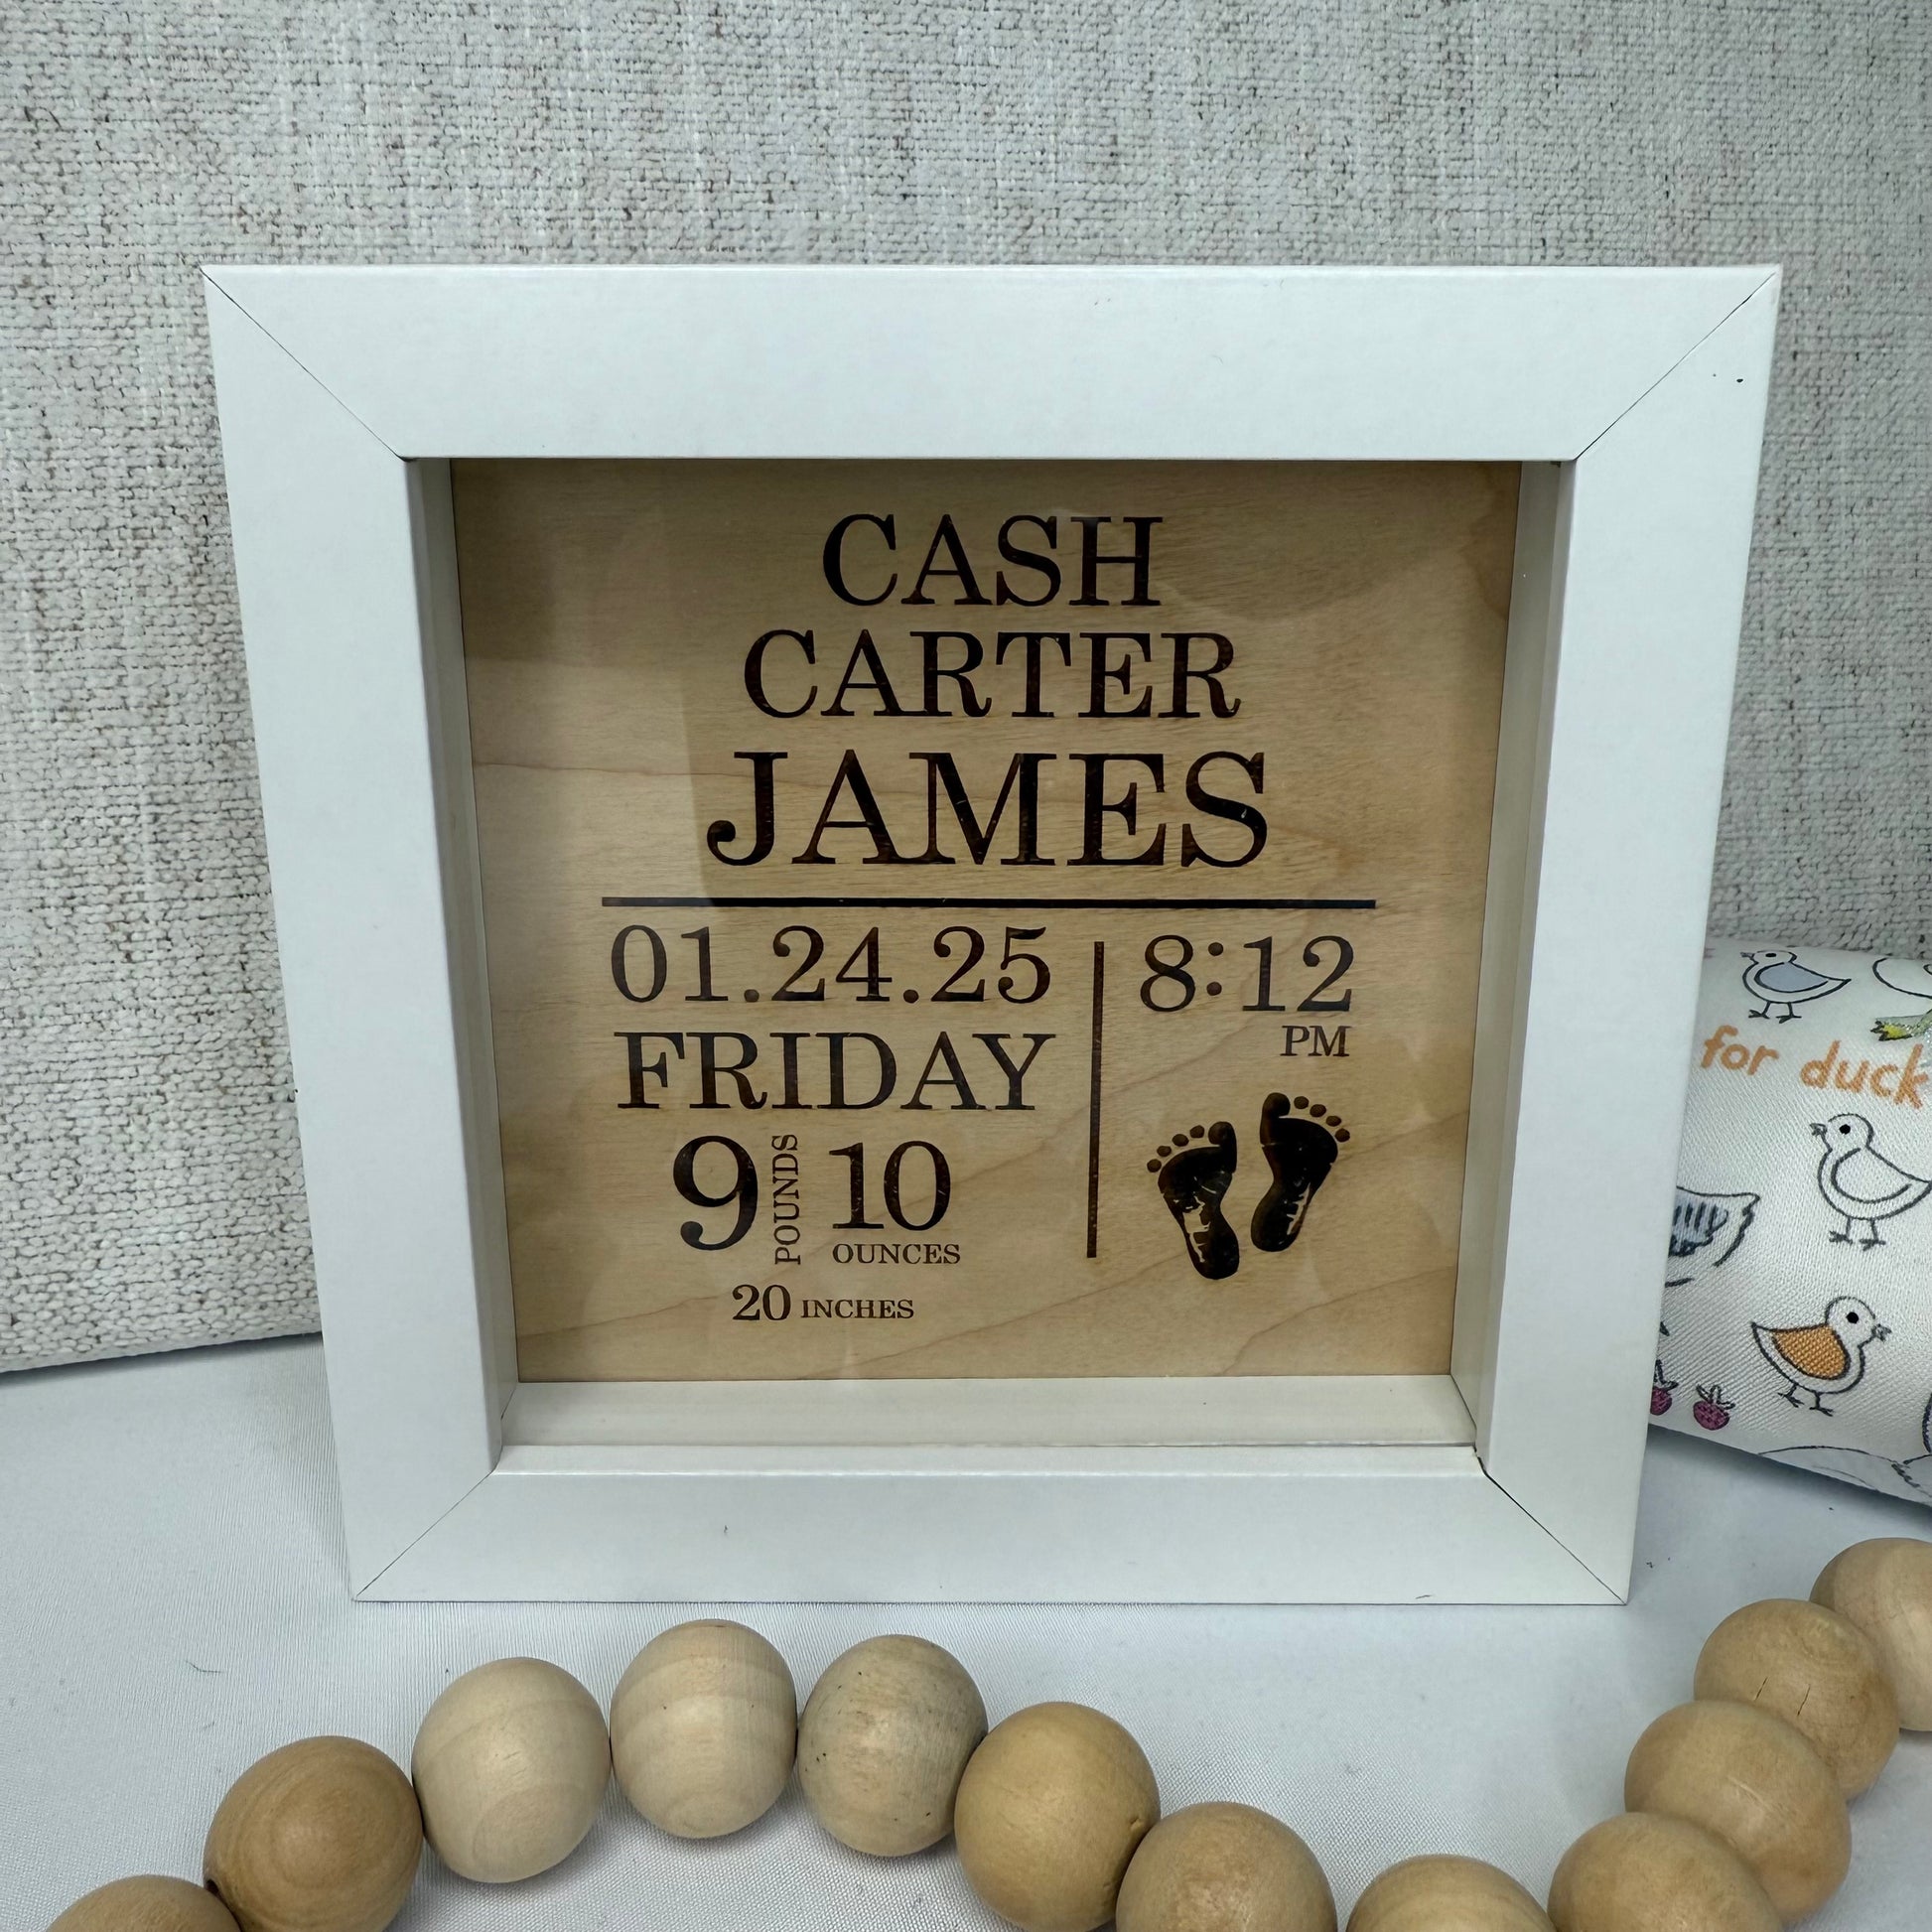 CASH
CARTER
JAMES
01.24.25
FRIDAY
9 POUNDS 10 OUNCES
20 INCHES
8:12
PM
for duck